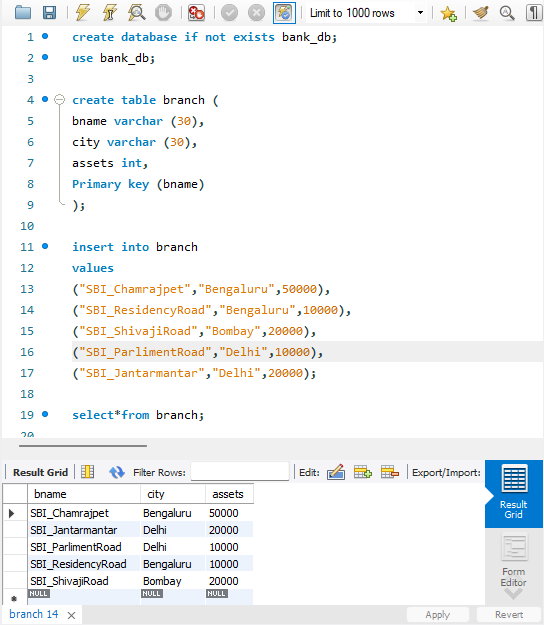 Limit to 1000 rows
1 create database if not exists bank_db;
2 use bank_db;
3
4 create table branch (
5 bname varchar (30),
6 city varchar (30),
7 assets int,
8 Primary key (bname)
9 );
10
11 insert into branch
12 values
13 ("SBI_Chamrajpet","Bengaluru",50000),
14 ("SBI_ResidencyRoad","Bengaluru",10000),
15 ("SBI_ShivajiRoad","Bombay",20000),
16 ("SBI_ParlimentRoad","Delhi",10000),
17 ("SBI_Jantarmantar","Delhi",20000);
18
19 select*from branch;
20
Result Grid Filter Rows: Edit: Export/Import:
bname city assets
SBI_Chamrajpet Bengaluru 50000
SBI_Jantarmantar Delhi 20000
SBI_ParlimentRoad Delhi 10000
SBI_ResidencyRoad Bengaluru 10000
SBI_ShivajiRoad Bombay 20000
NULL NULL NULL
Result
Grid
Form
Editor
branch 14 Apply Revert